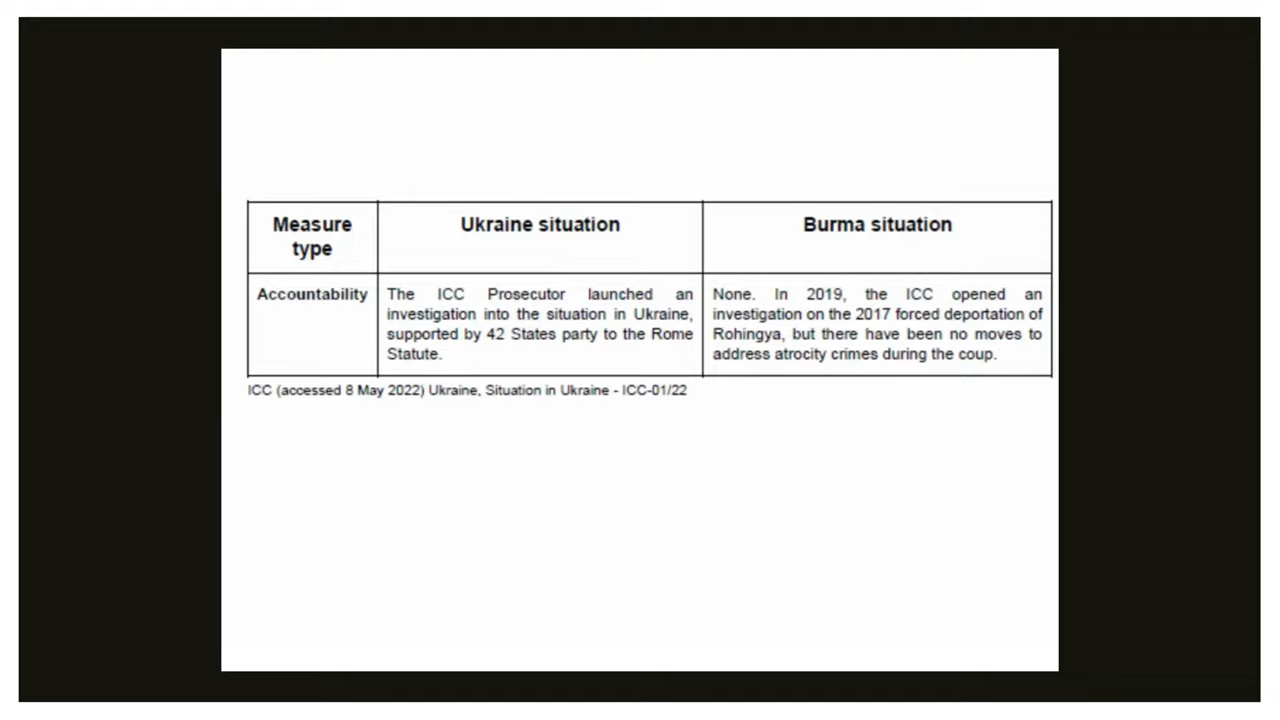 Measure
type
Ukraine situation
Burma situation
Accountability
The ICC Prosecutor launched an
investigation into the situation in Ukraine,
supported by 42 States party to the Rome
Statute.
None. In 2019, the ICC opened an
investigation on the 2017 forced deportation of
Rohingya, but there have been no moves to
address atrocity crimes during the coup.
ICC (accessed 8 May 2022) Ukraine, Situation in Ukraine - ICC-01/22